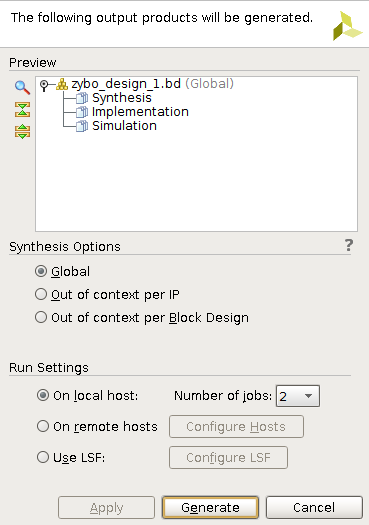 The following output products will be generated.
Preview
zybo_design_1.bd (Global)
Synthesis
Implementation
Simulation
Synthesis Options ?
Global
Out of context per IP
Out of context per Block Design
Run Settings
On local host: Number of jobs: 2
On remote hosts Configure Hosts
Use LSF: Configure LSF
Apply Generate Cancel